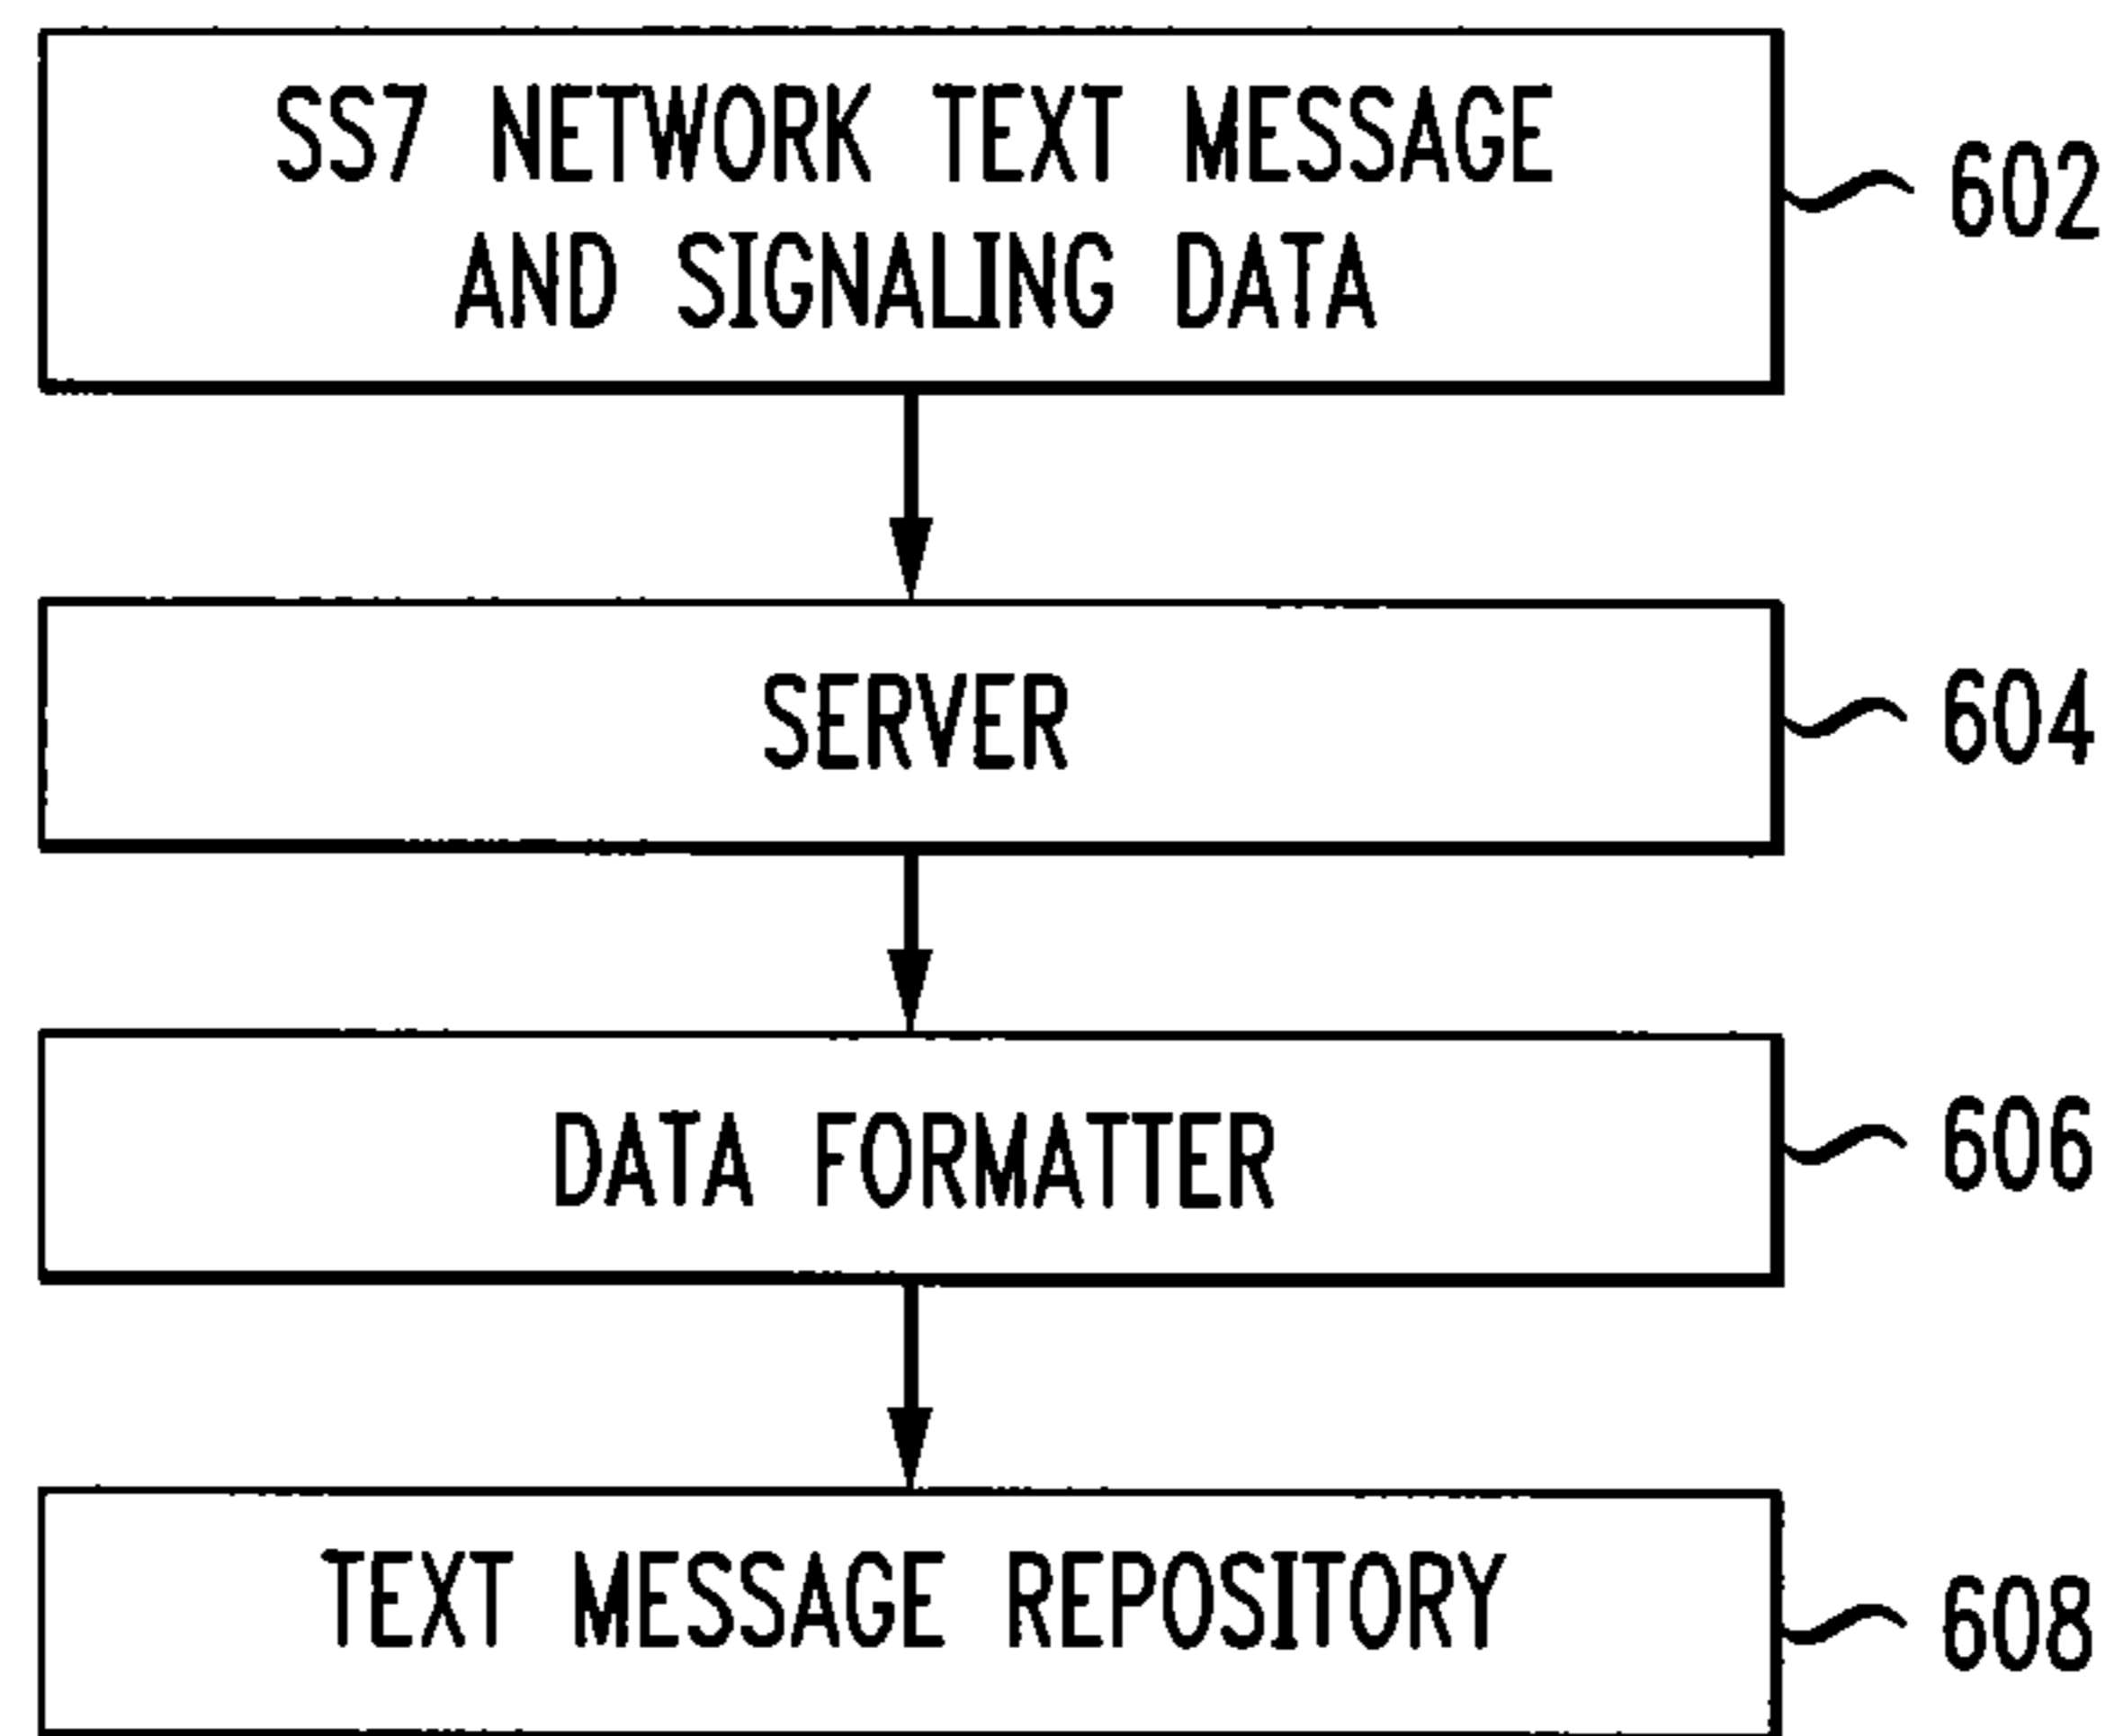 SS7 NETWORK TEXT MESSAGE
AND SIGNALING DATA
602
SERVER
604
DATA FORMATTER
606
TEXT MESSAGE REPOSITORY
608